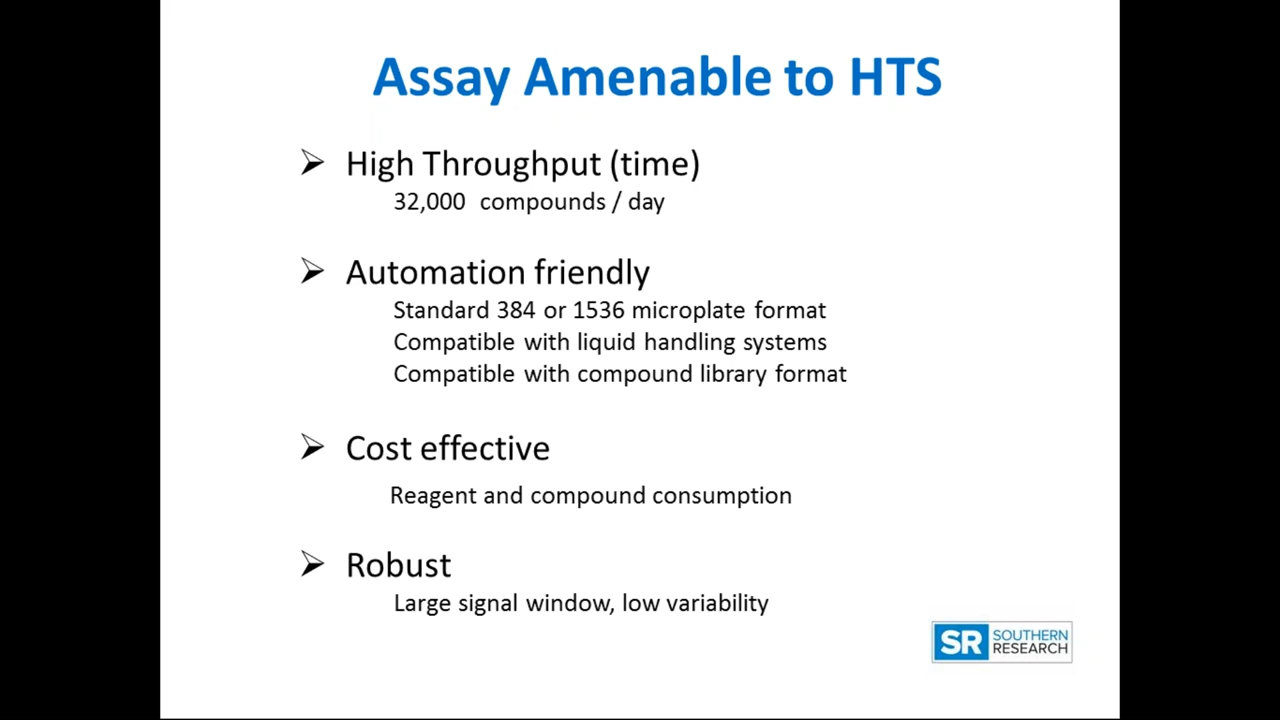 Assay Amenable to HTS
High Throughput (time)
32,000 compounds / day
Automation friendly
Standard 384 or 1536 microplate format
Compatible with liquid handling systems
Compatible with compound library format
Cost effective
Reagent and compound consumption
Robust
Large signal window, low variability
SR SOUTHERN
RESEARCH